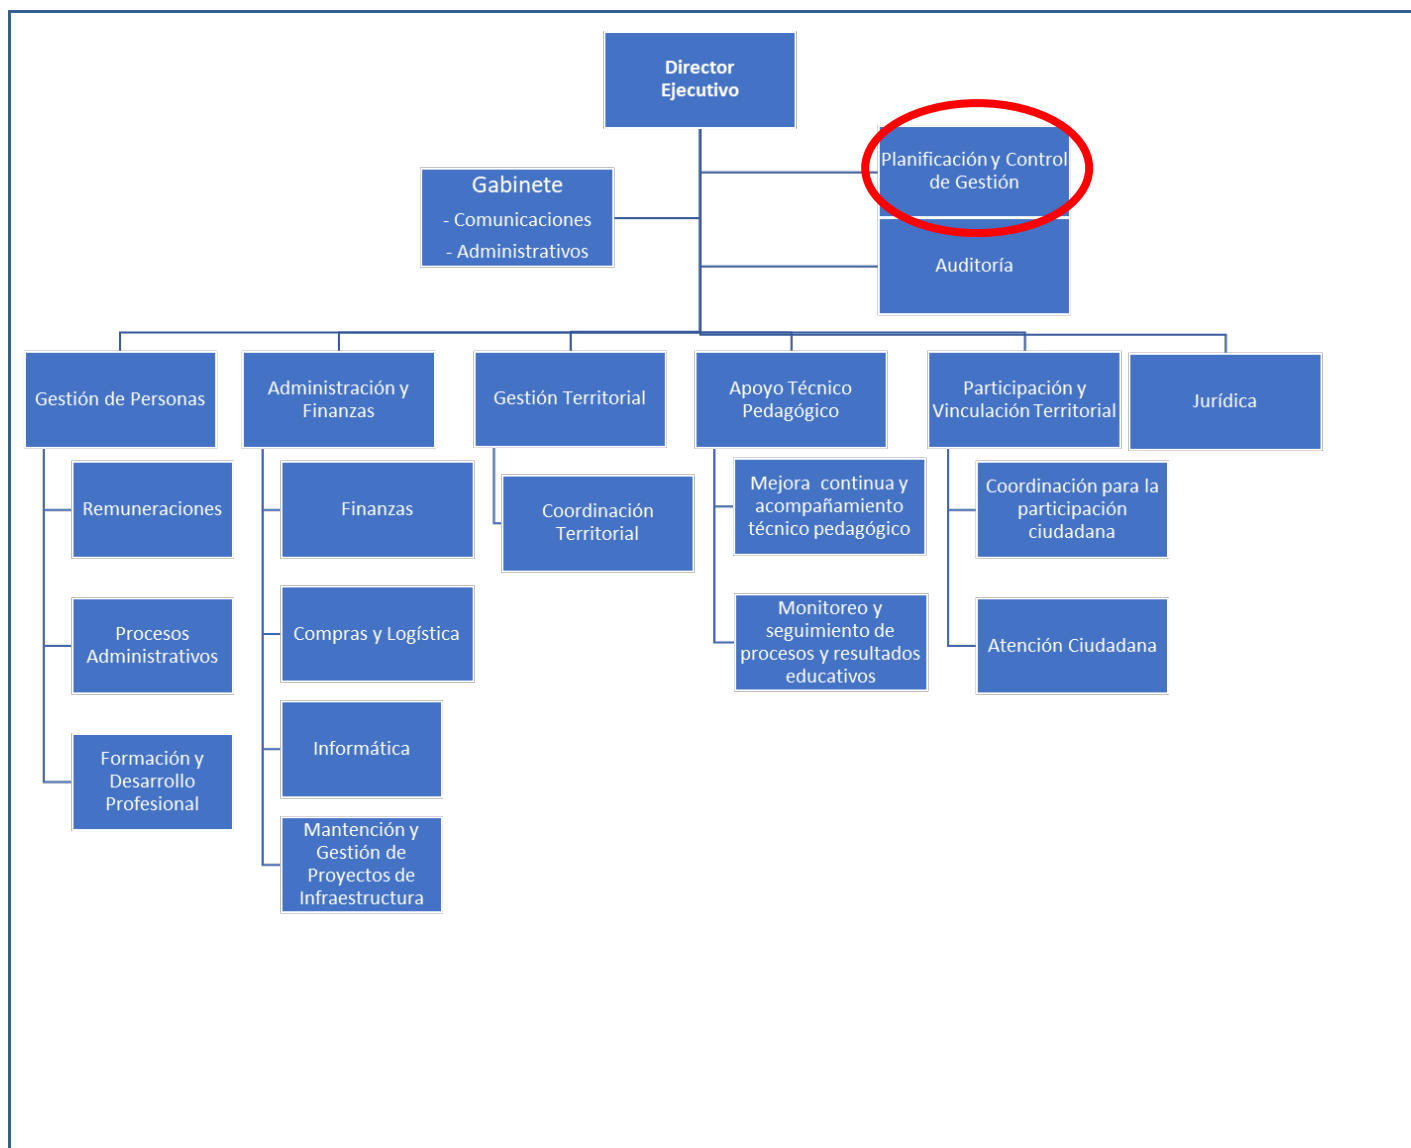 Director
Ejecutivo
Planificación y Control
de Gestión
Gabinete
- Comunicaciones
- Administrativos
Auditoría
Gestión de Personas
Administración y
Finanzas
Gestión Territorial
Apoyo Técnico
Pedagógico
Participación y
Vinculación Territorial
Jurídica
Remuneraciones
Procesos
Administrativos
Formación y
Desarrollo
Profesional
Finanzas
Compras y Logística
Informática
Mantención y
Gestión de
Proyectos de
Infraestructura
Coordinación
Territorial
Mejora  continua y
acompañamiento
técnico pedagógico
Monitoreo y
seguimiento de
procesos y resultados
educativos
Coordinación para la
participación
ciudadana
Atención Ciudadana